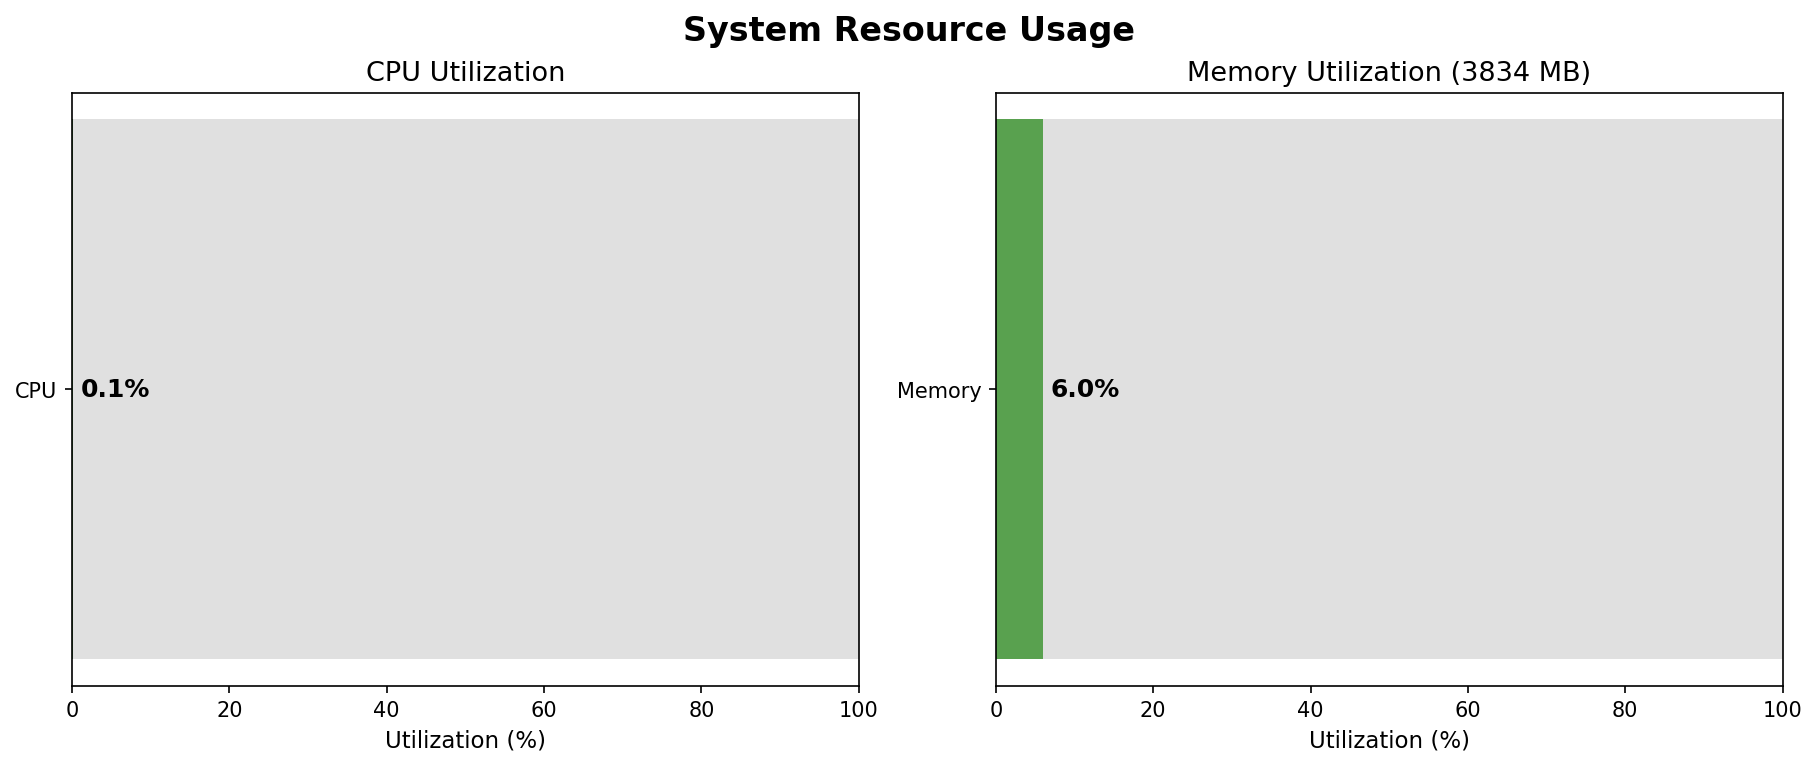 System Resource Usage
CPU Utilization
CPU
0.1%
0 20 40 60 80 100
Utilization (%)
Memory Utilization (3834 MB)
Memory
6.0%
0 20 40 60 80 100
Utilization (%)